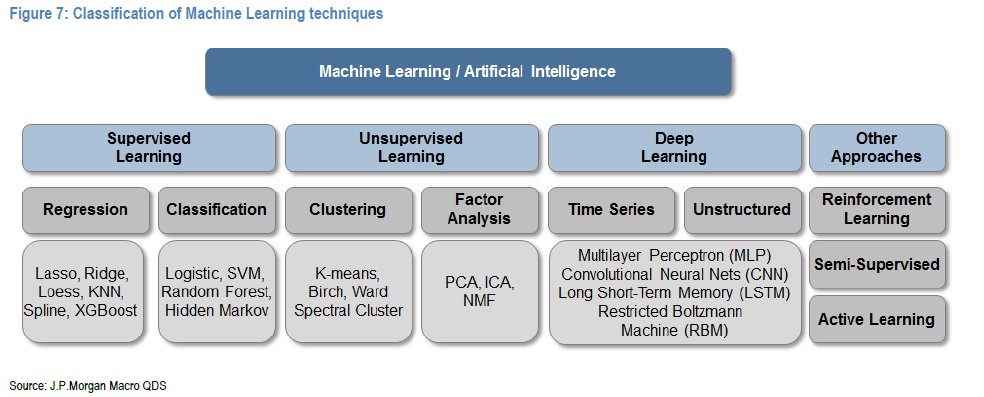 Figure 7: Classification of Machine Learning techniques
Machine Learning / Artificial Intelligence
Supervised
Learning
Unsupervised
Learning
Deep
Learning
Other
Approaches
Regression
Classification
Clustering
Factor
Analysis
Time Series
Unstructured
Reinforcement
Learning
Lasso, Ridge,
Loess, KNN,
Spline, XGBoost
Logistic, SVM,
Random Forest,
Hidden Markov
K-means,
Birch, Ward
Spectral Cluster
PCA, ICA,
NMF
Multilayer Perceptron (MLP)
Convolutional Neural Nets (CNN)
Long Short-Term Memory (LSTM)
Restricted Boltzmann
Machine (RBM)
Semi-Supervised
Active Learning
Source: J.P.Morgan Macro QDS